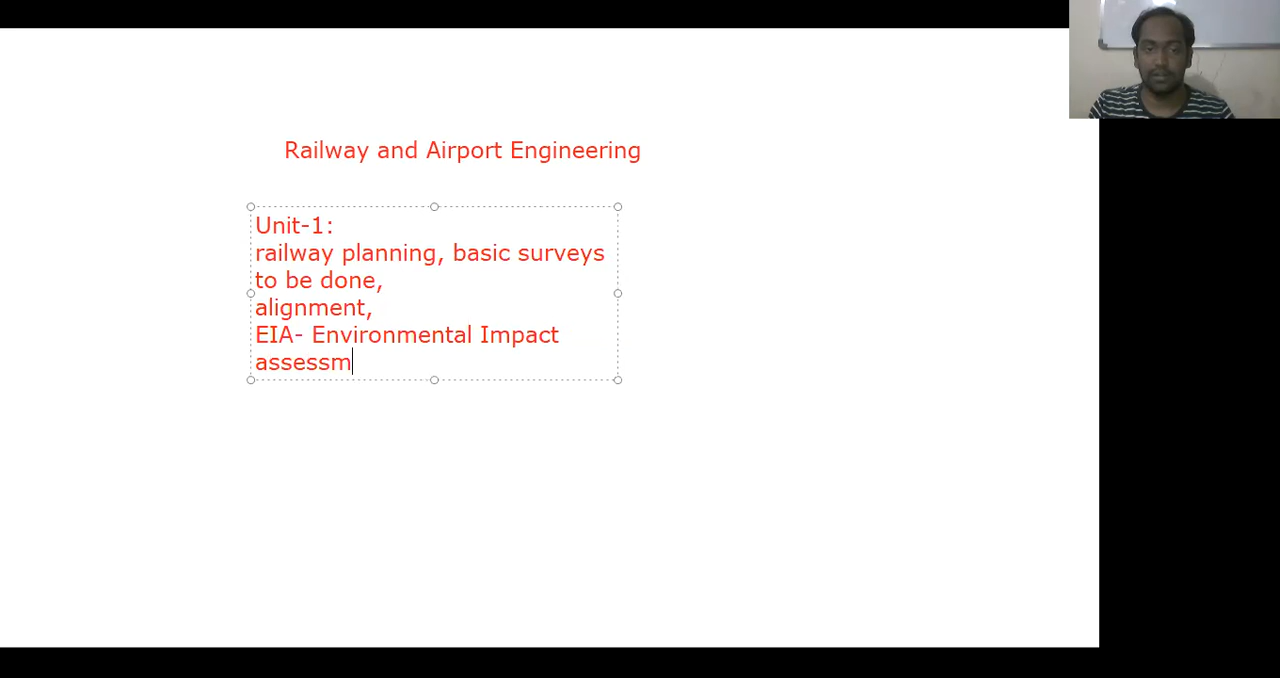 Railway and Airport Engineering
Unit-1:
railway planning, basic surveys
to be done,
alignment,
EIA- Environmental Impact
assessm